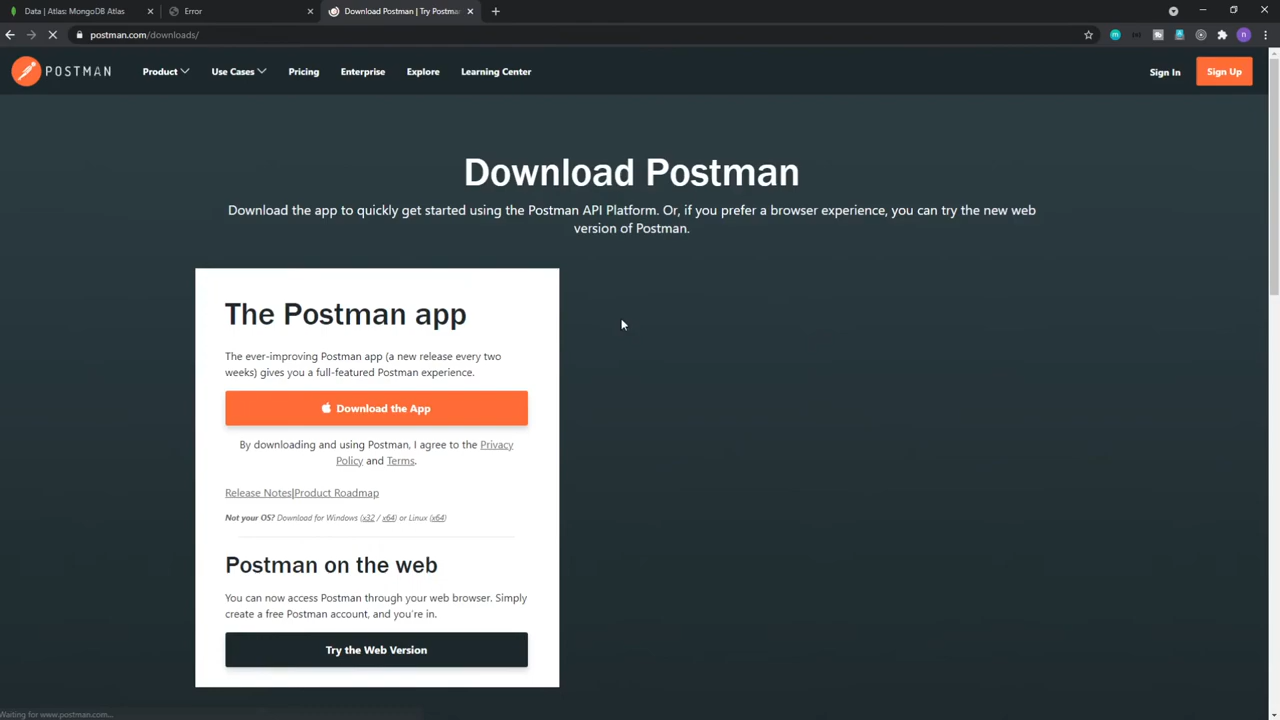 Data | Atlas: MongoDB Atlas
Error
Download Postman | Try Postman
postman.com/downloads/
n
POSTMAN
Product
Use Cases
Pricing
Enterprise
Explore
Learning Center
Sign In
Sign Up
Download Postman
Download the app to quickly get started using the Postman API Platform. Or, if you prefer a browser experience, you can try the new web
version of Postman.
The Postman app
The ever-improving Postman app (a new release every two
weeks) gives you a full-featured Postman experience.
Download the App
By downloading and using Postman, I agree to the Privacy
Policy and Terms.
Release Notes|Product Roadmap
Not your OS? Download for Windows (x32 / x64) or Linux (x64)
Postman on the web
You can now access Postman through your web browser. Simply
create a free Postman account, and you're in.
Try the Web Version
Waiting for www.postman.com...